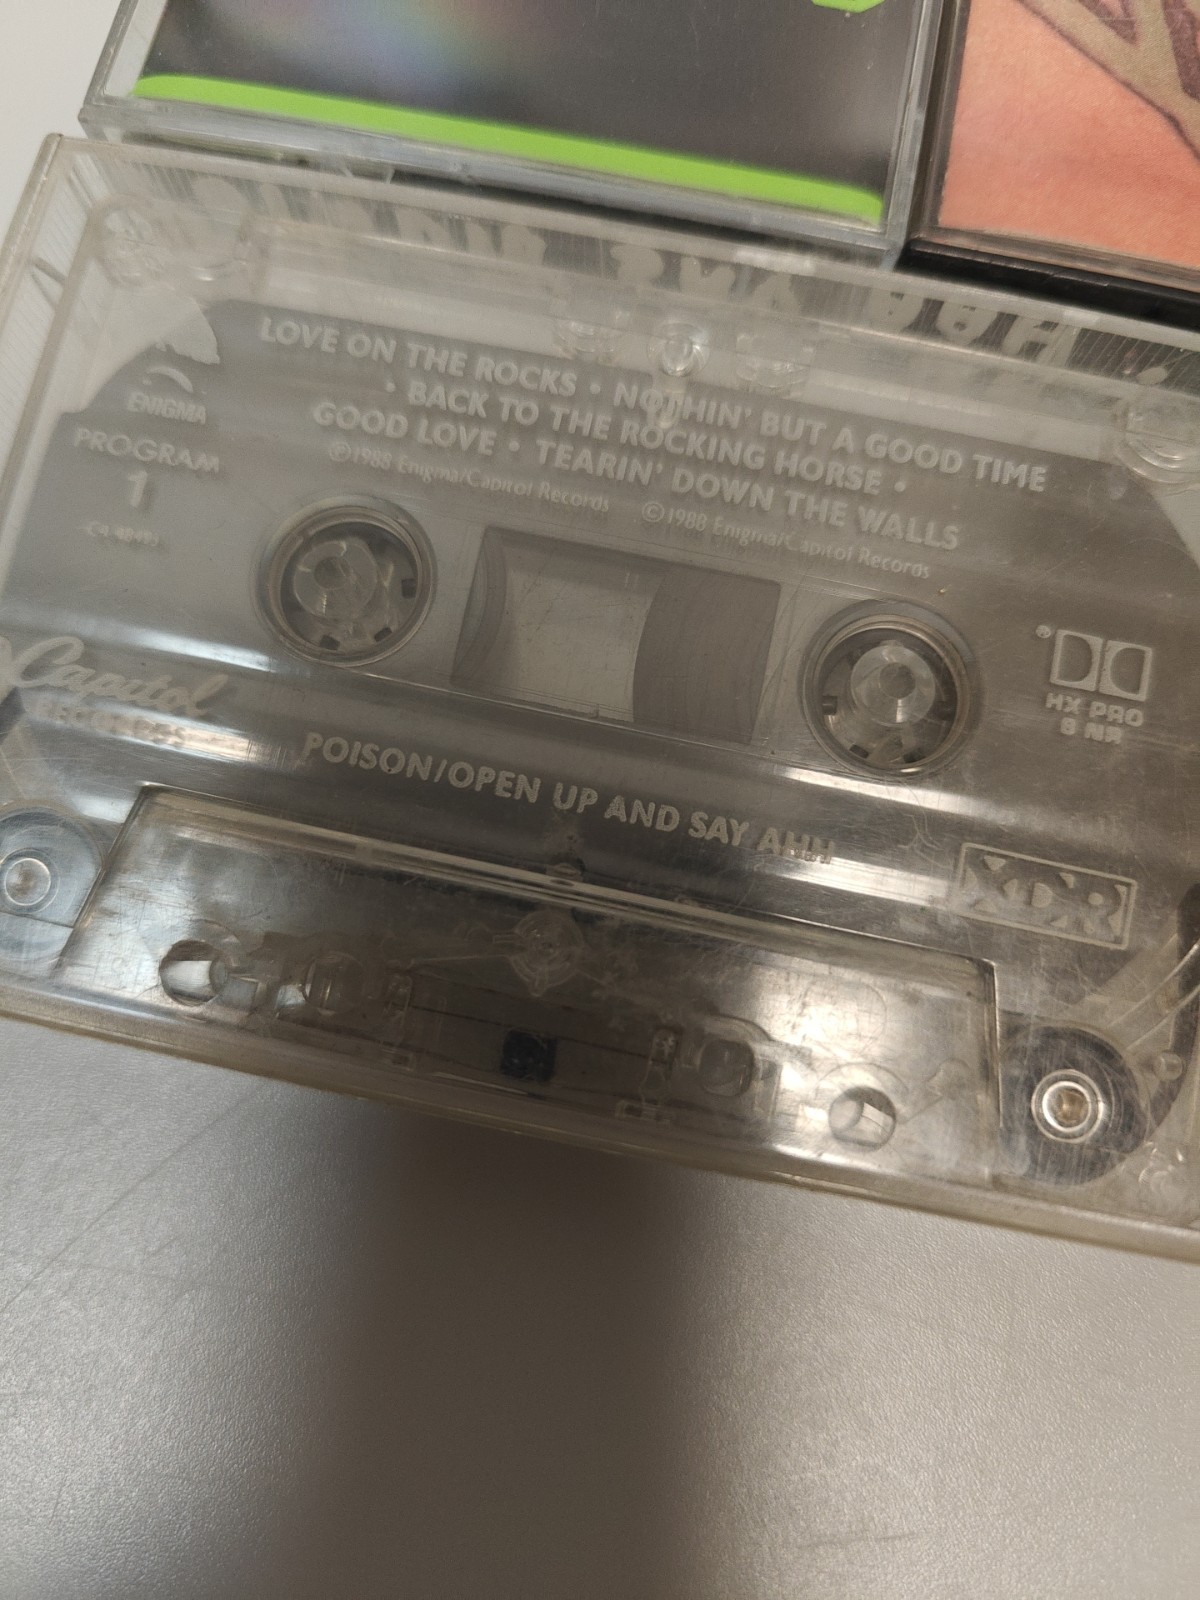 LOVE ON THE ROCKS • NOTHIN' BUT A GOOD TIME
• BACK TO THE ROCKING HORSE •
GOOD LOVE • TEARIN' DOWN THE WALLS
©1988 Enigma/Capitol Records ©1988 Enigma/Capitol Records
ENIGMA
PROGRAM
1
Capitol
RECORDS
®
HX PRO
B NR
POISON/OPEN UP AND SAY AHH
XDR